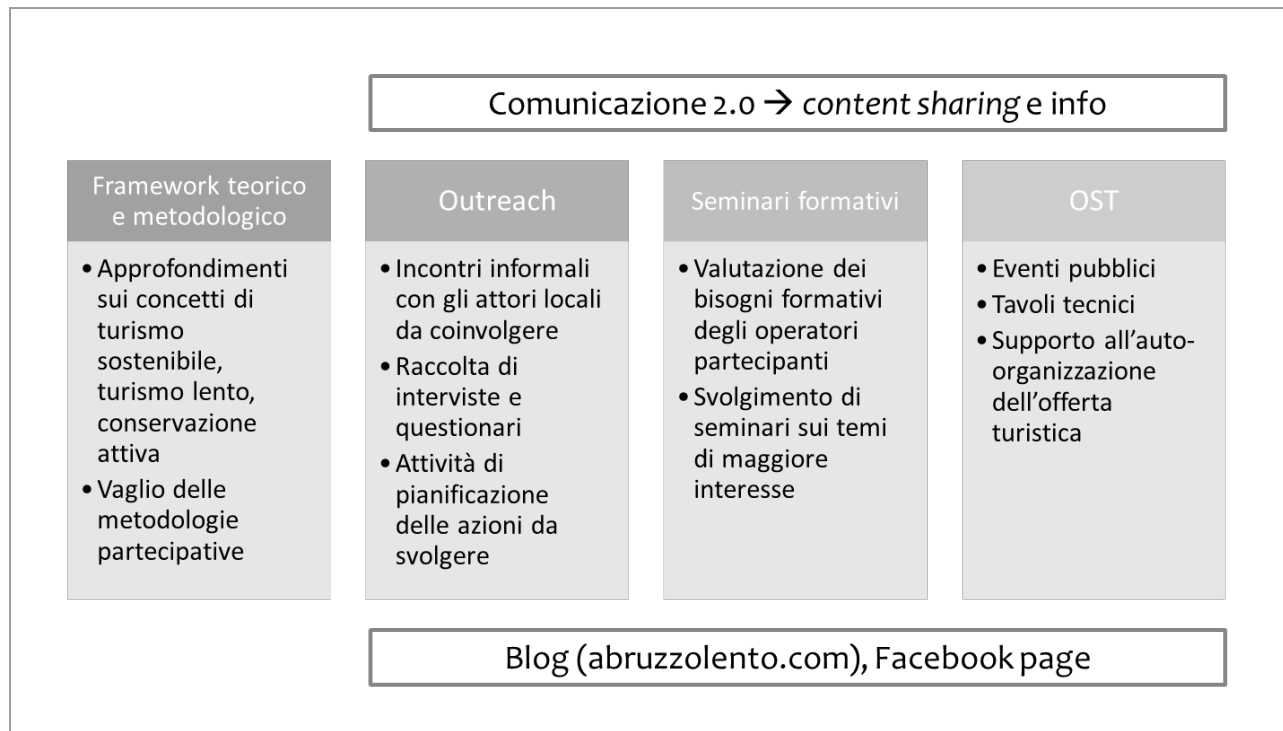 Comunicazione 2.0 → content sharing e info
Framework teorico
e metodologico
• Approfondimenti
sui concetti di
turismo
sostenibile,
turismo lento,
conservazione
attiva
• Vaglio delle
metodologie
partecipative
Outreach
• Incontri informali
con gli attori locali
da coinvolgere
• Raccolta di
interviste e
questionari
• Attività di
pianificazione
delle azioni da
svolgere
Seminari formativi
• Valutazione dei
bisogni formativi
degli operatori
partecipanti
• Svolgimento di
seminari sui temi
di maggiore
interesse
OST
• Eventi pubblici
• Tavoli tecnici
• Supporto all’auto-
organizzazione
dell’offerta
turistica
Blog (abruzzolento.com), Facebook page